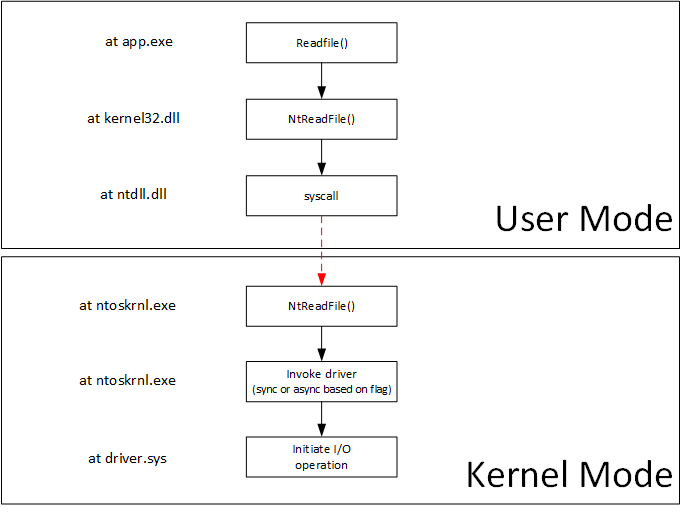 at app.exe
Readfile()
at kernel32.dll
NtReadFile()
at ntdll.dll
syscall
User Mode
at ntoskrnl.exe
NtReadFile()
at ntoskrnl.exe
Invoke driver
(sync or async based on flag)
at driver.sys
Initiate I/O
operation
Kernel Mode